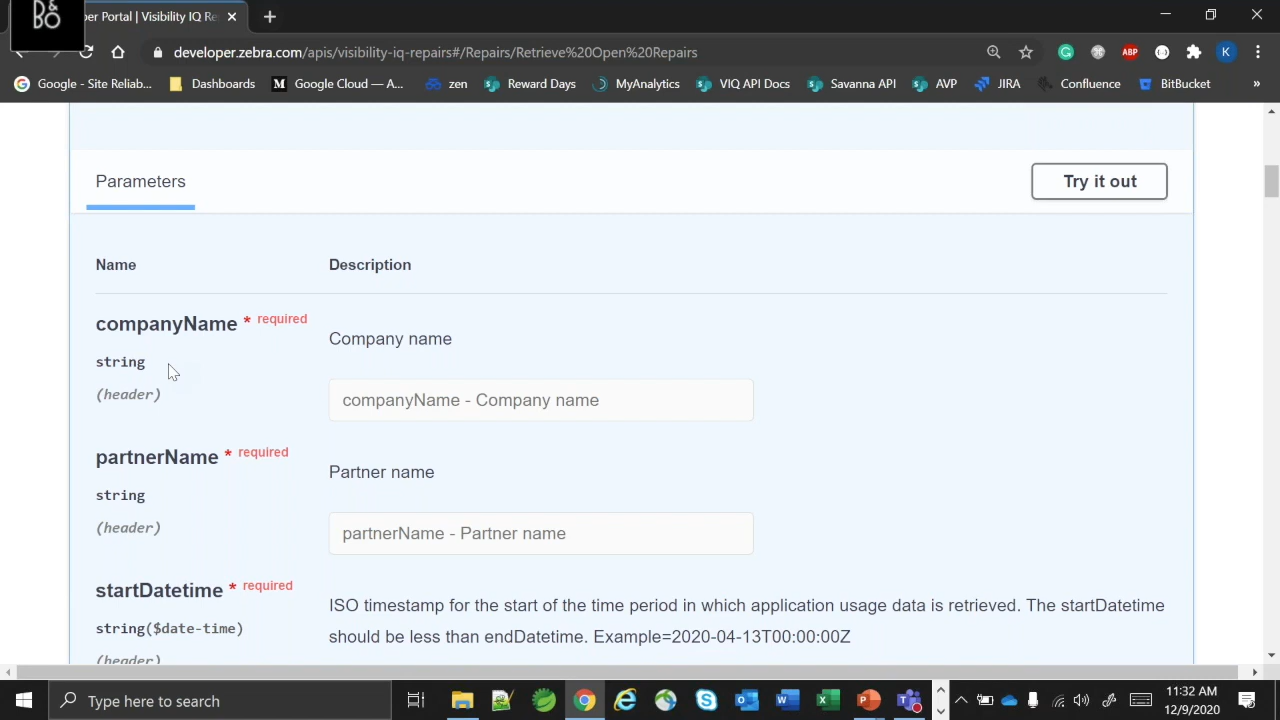 B&O
per Portal | Visibility IQ Re
developer.zebra.com/apis/visibility-iq-repairs#/Repairs/Retrieve%20Open%20Repairs
ABP
K
Google - Site Reliab...
Dashboards
Google Cloud — A...
zen
Reward Days
MyAnalytics
VIQ API Docs
Savanna API
AVP
JIRA
Confluence
BitBucket
»
Parameters
Try it out
Name
Description
companyName * required
Company name
string
(header)
companyName - Company name
partnerName * required
Partner name
string
(header)
partnerName - Partner name
startDatetime * required
ISO timestamp for the start of the time period in which application usage data is retrieved. The startDatetime
should be less than endDatetime. Example=2020-04-13T00:00:00Z
string($date-time)
(header)
Type here to search
11:32 AM
12/9/2020